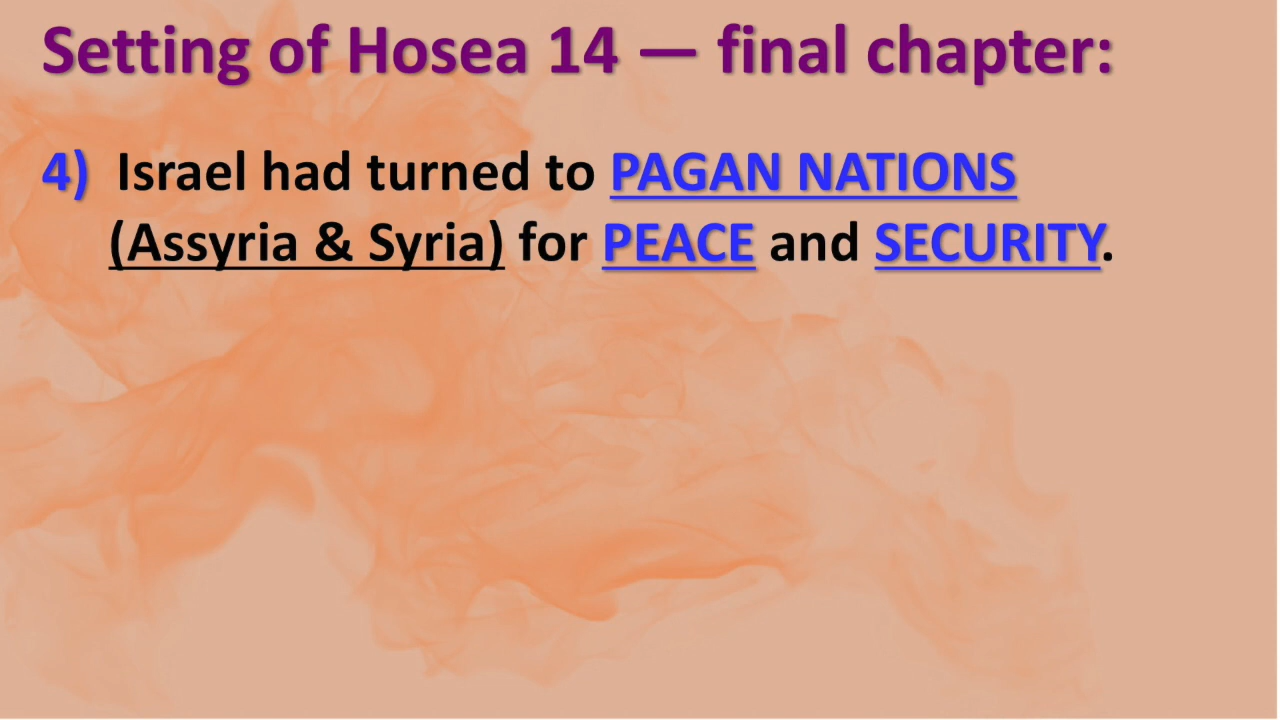 Setting of Hosea 14 — final chapter:
4) Israel had turned to PAGAN NATIONS
(Assyria & Syria) for PEACE and SECURITY.